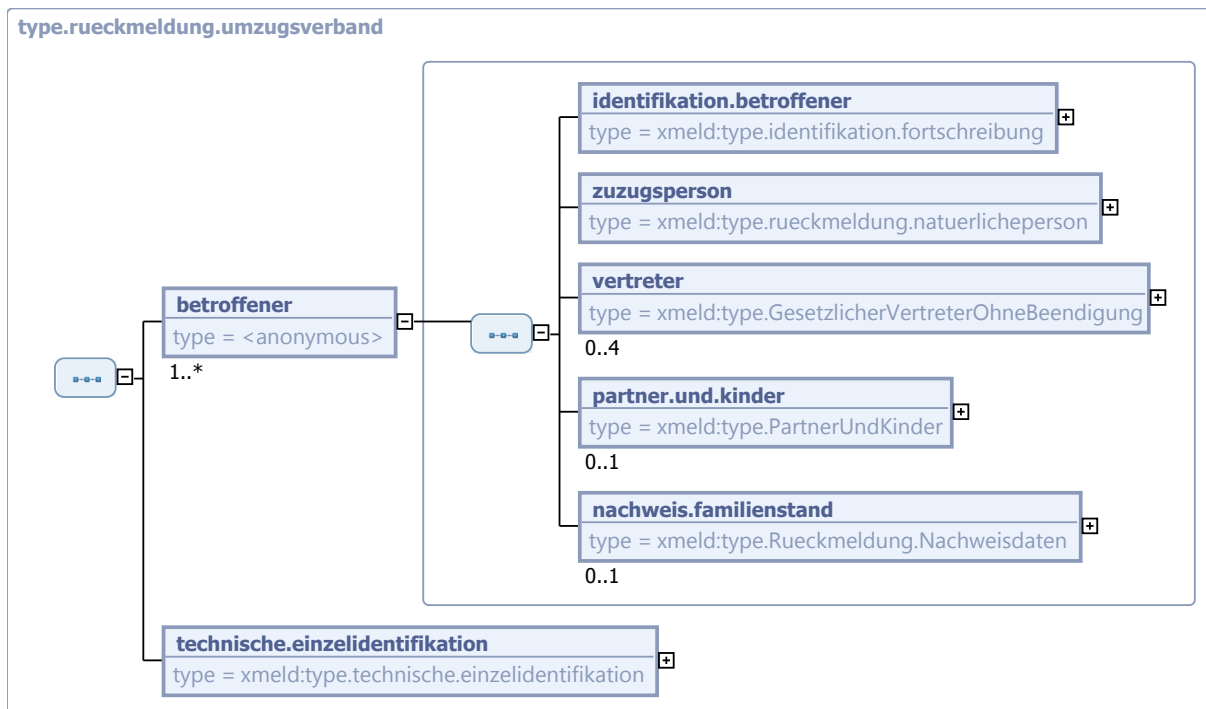 type.rueckmeldung.umzugsverband
identifikation.betroffener
type = xmeld:type.identifikation.fortschreibung
zuzugsperson
type = xmeld:type.rueckmeldung.natuerlicheperson
vertreter
type = xmeld:type.GesetzlicherVertreterOhneBeendigung
0..4
betroffener
type = <anonymous>
1..*
partner.und.kinder
type = xmeld:type.PartnerUndKinder
0..1
nachweis.familienstand
type = xmeld:type.Rueckmeldung.Nachweisdaten
0..1
technische.einzelidentifikation
type = xmeld:type.technische.einzelidentifikation